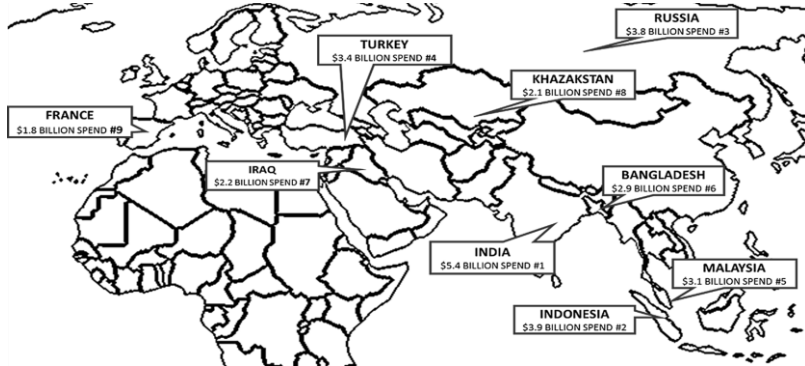 RUSSIA
$3.8 BILLION SPEND #3
TURKEY
$3.4 BILLION SPEND #4
KHAZAKSTAN
$2.1 BILLION SPEND #8
FRANCE
$1.8 BILLION SPEND #9
IRAQ
$2.2 BILLION SPEND #7
BANGLADESH
$2.9 BILLION SPEND #6
INDIA
$5.4 BILLION SPEND #1
MALAYSIA
$3.1 BILLION SPEND #5
INDONESIA
$3.9 BILLION SPEND #2